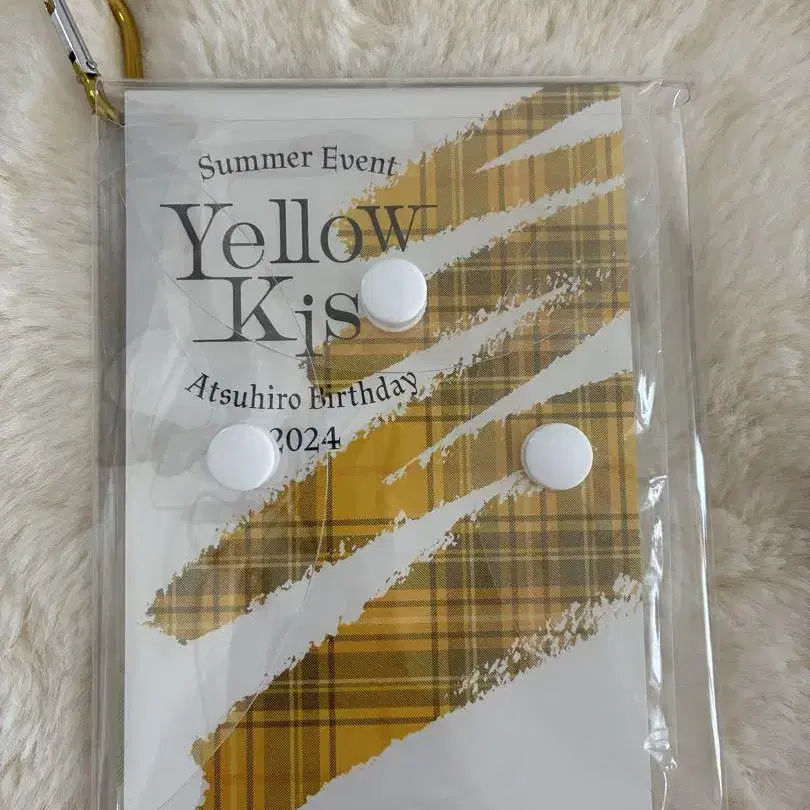 Summer Event
Yellow
Kis
Atsuhiro Birthday
2024